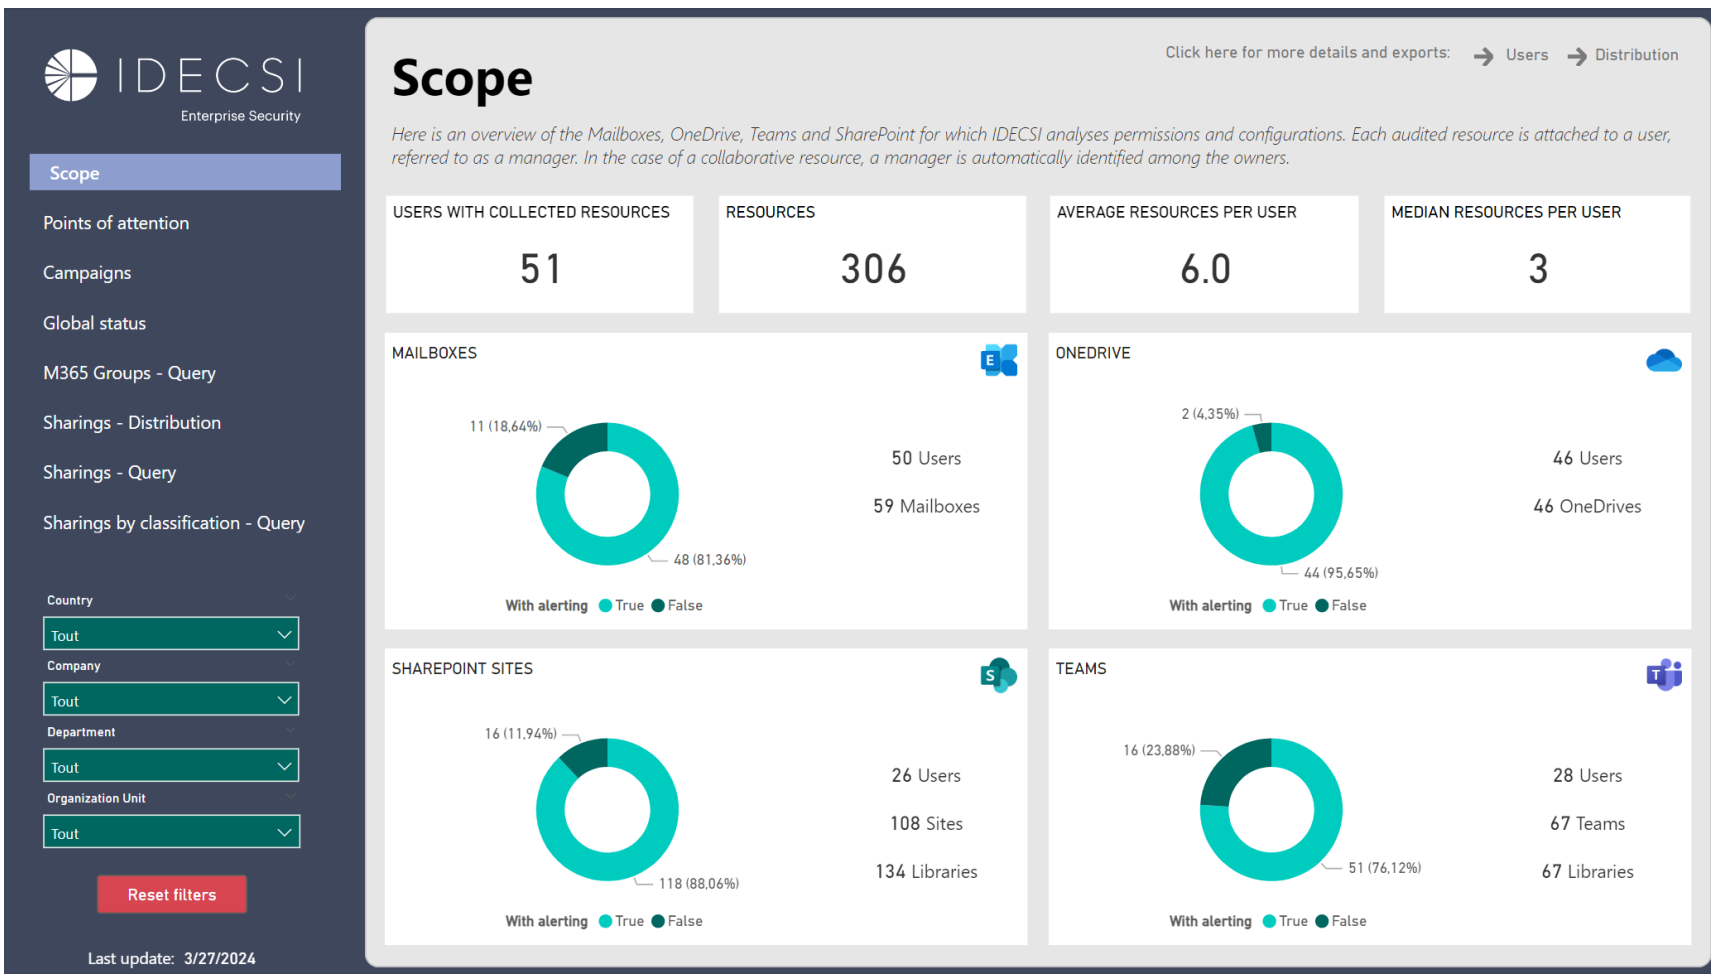 IDECSI
Enterprise Security
Scope
Points of attention
Campaigns
Global status
M365 Groups - Query
Sharings - Distribution
Sharings - Query
Sharings by classification - Query
Country
Tout
Company
Tout
Department
Tout
Organization Unit
Tout
Reset filters
Last update: 3/27/2024
Click here for more details and exports: Users Distribution
Scope
Here is an overview of the Mailboxes, OneDrive, Teams and SharePoint for which IDECSI analyses permissions and configurations. Each audited resource is attached to a user,
referred to as a manager. In the case of a collaborative resource, a manager is automatically identified among the owners.
USERS WITH COLLECTED RESOURCES
51
RESOURCES
306
AVERAGE RESOURCES PER USER
6.0
MEDIAN RESOURCES PER USER
3
MAILBOXES
E
11 (18,64%)
48 (81,36%)
50 Users
59 Mailboxes
With alerting True False
ONEDRIVE
2 (4,35%)
44 (95,65%)
46 Users
46 OneDrives
With alerting True False
SHAREPOINT SITES
S
16 (11,94%)
118 (88,06%)
26 Users
108 Sites
134 Libraries
With alerting True False
TEAMS
T
16 (23,88%)
51 (76,12%)
28 Users
67 Teams
67 Libraries
With alerting True False